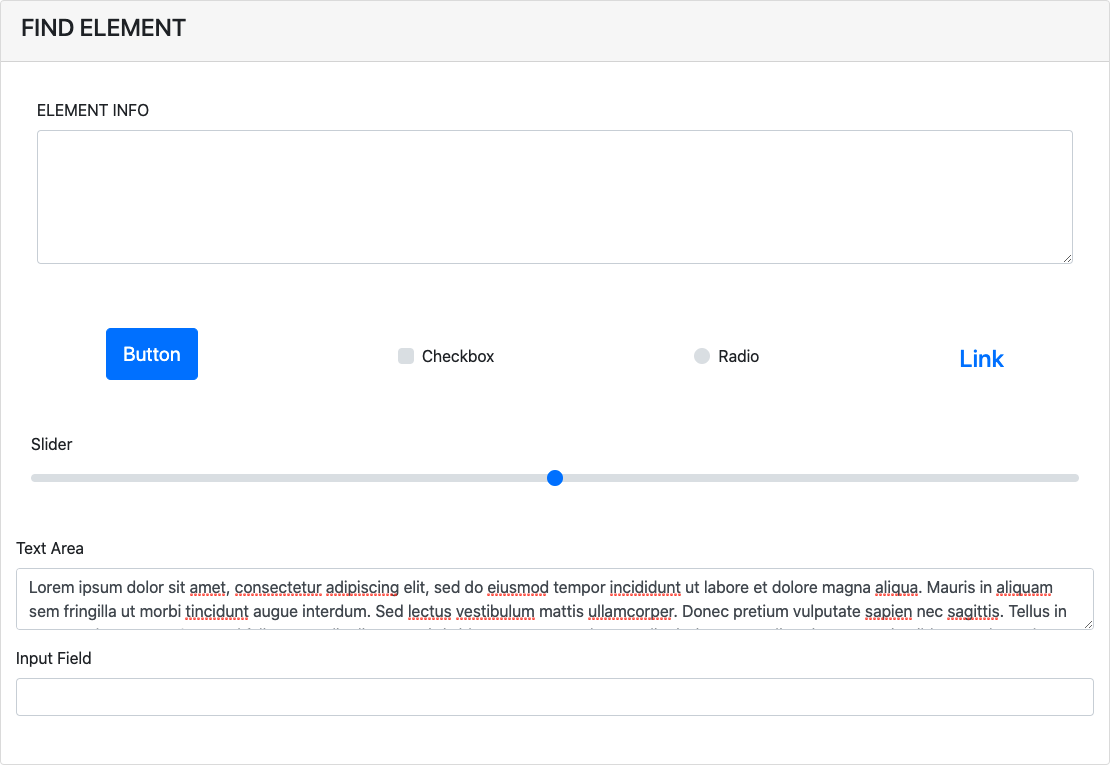 FIND ELEMENT
ELEMENT INFO
Button
Checkbox
Radio
Link
Slider
Text Area
Lorem ipsum dolor sit amet, consectetur adipiscing elit, sed do eiusmod tempor incididunt ut labore et dolore magna aliqua. Mauris in aliquam
sem fringilla ut morbi tincidunt augue interdum. Sed lectus vestibulum mattis ullamcorper. Donec pretium vulputate sapien nec sagittis. Tellus in
Input Field